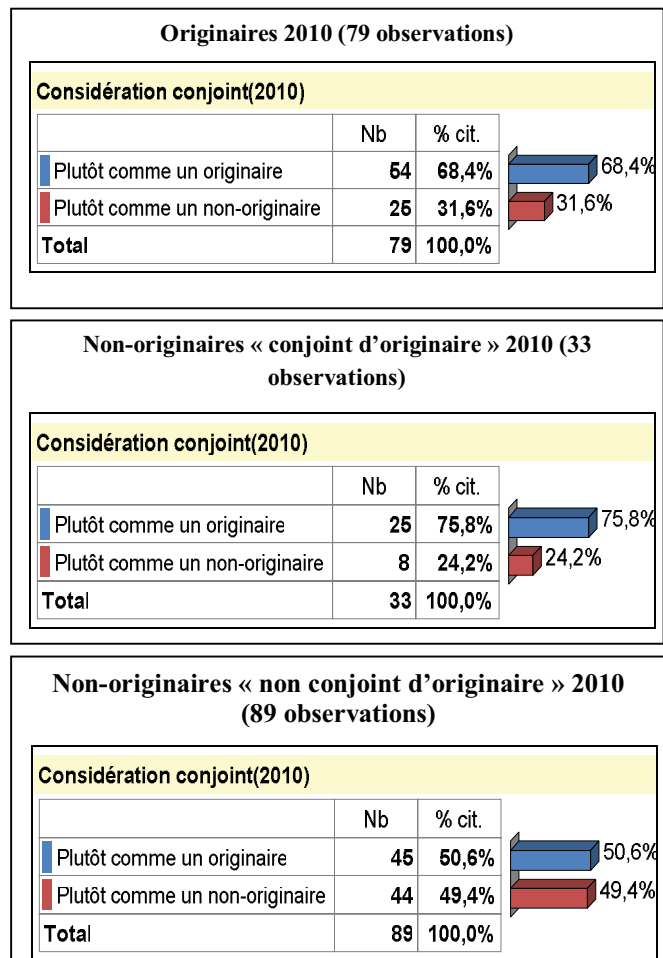 Originaires 2010 (79 observations)
Considération conjoint(2010)
Nb % cit.
Plutôt comme un originaire 54 68,4% 68,4%
Plutôt comme un non-originaire 25 31,6% 31,6%
Total 79 100,0%
Non-originaires « conjoint d’originaire » 2010 (33
observations)
Considération conjoint(2010)
Nb % cit.
Plutôt comme un originaire 25 75,8% 75,8%
Plutôt comme un non-originaire 8 24,2% 24,2%
Total 33 100,0%
Non-originaires « non conjoint d’originaire » 2010
(89 observations)
Considération conjoint(2010)
Nb % cit.
Plutôt comme un originaire 45 50,6% 50,6%
Plutôt comme un non-originaire 44 49,4% 49,4%
Total 89 100,0%